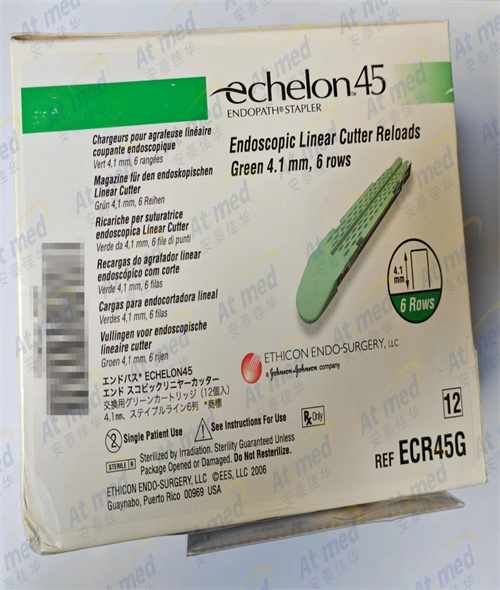 echelon 45
ENDOPATH® STAPLER
Endoscopic Linear Cutter Reloads
Green 4.1 mm, 6 rows
Chargeurs pour agrafeuse linéaire
coupante endoscopique
Vert 4,1 mm, 6 rangées
Magazine für den endoskopischen
Linear Cutter
Grün 4,1 mm, 6 Reihen
Ricariche per suturatrice
endoscopica Linear Cutter
Verde da 4,1 mm, 6 file di punti
Recargas do agrafador linear
endoscópico com corte
Verde 4,1 mm, 6 filas
Cargas para endocortadora lineal
Verdes 4,1 mm, 6 filas
Vullingen voor endoscopische
lineaire cutter
Groen 4,1 mm, 6 rijen
エンドパス* ECHELON45
エンド スコピックリニヤーカッター
交換用グリーンカートリッジ (12個入)
4.1mm、ステイプルライン6列 *商標
4.1
mm
6 Rows
ETHICON ENDO-SURGERY, LLC
a Johnson & Johnson company
2
Single Patient Use
See Instructions For Use
Rx Only
12
STERILE R
Sterilized by Irradiation. Sterility Guaranteed Unless
Package Opened or Damaged. Do Not Resterilize.
REF ECR45G
ETHICON ENDO-SURGERY, LLC ©EES, LLC 2006
Guaynabo, Puerto Rico 00969 USA
At med
安泰佳华